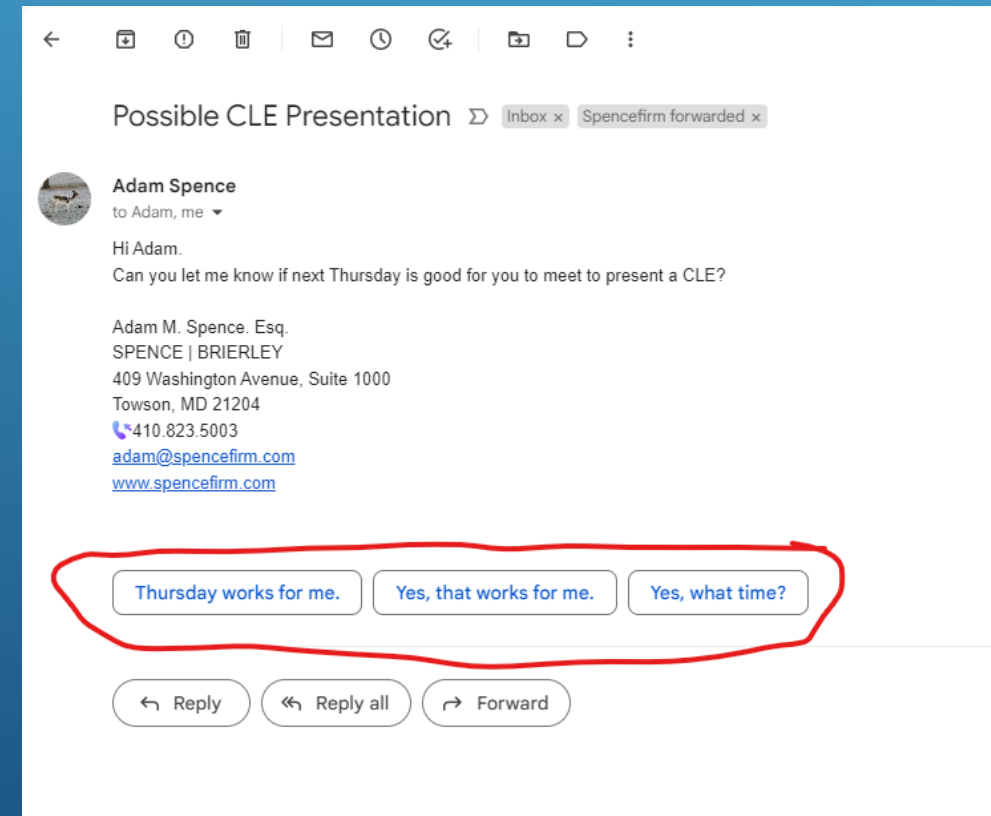 Possible CLE Presentation Inbox x Spencefirm forwarded x
Adam Spence
to Adam, me
Hi Adam.
Can you let me know if next Thursday is good for you to meet to present a CLE?
Adam M. Spence. Esq.
SPENCE | BRIERLEY
409 Washington Avenue, Suite 1000
Towson, MD 21204
410.823.5003
adam@spencefirm.com
www.spencefirm.com
Thursday works for me. Yes, that works for me. Yes, what time?
Reply Reply all Forward